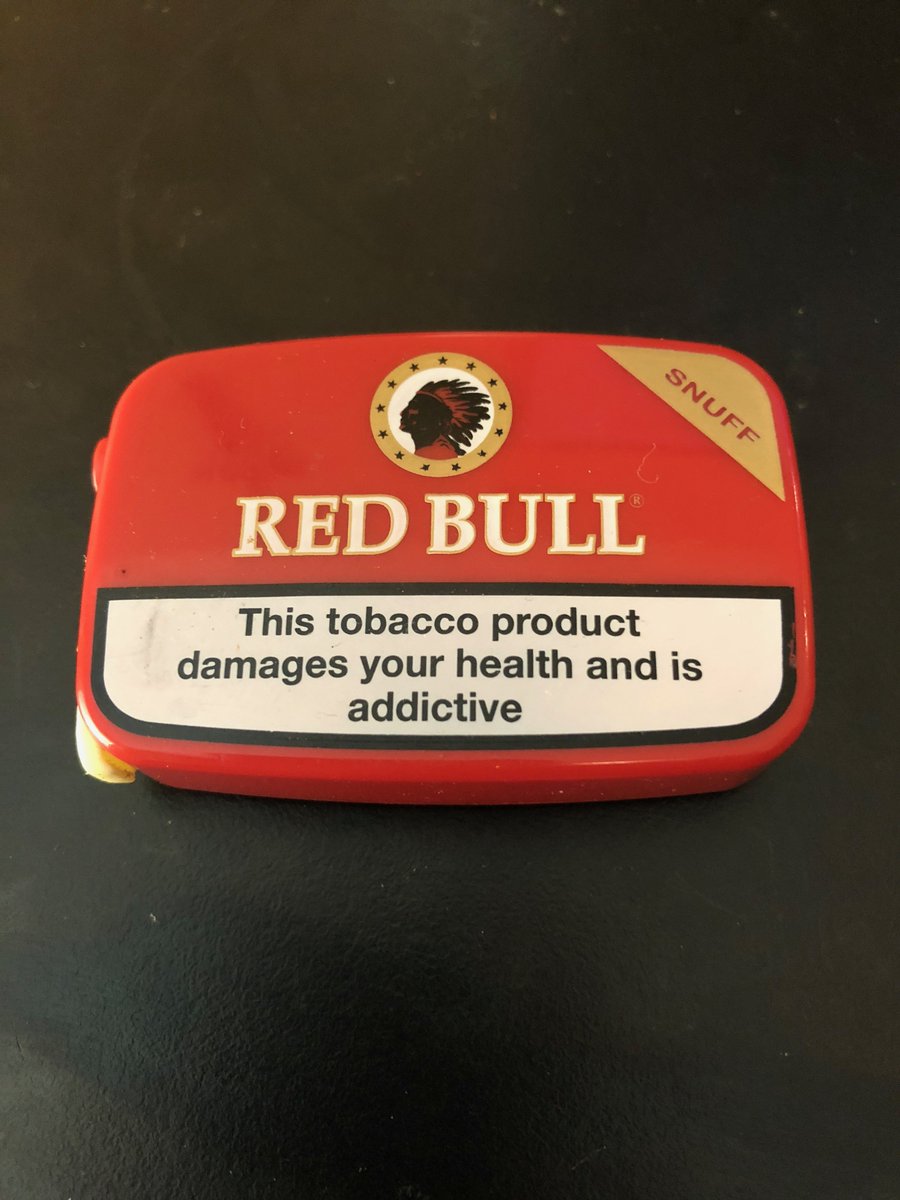 SNUFF
RED BULL®
This tobacco product
damages your health and is
addictive